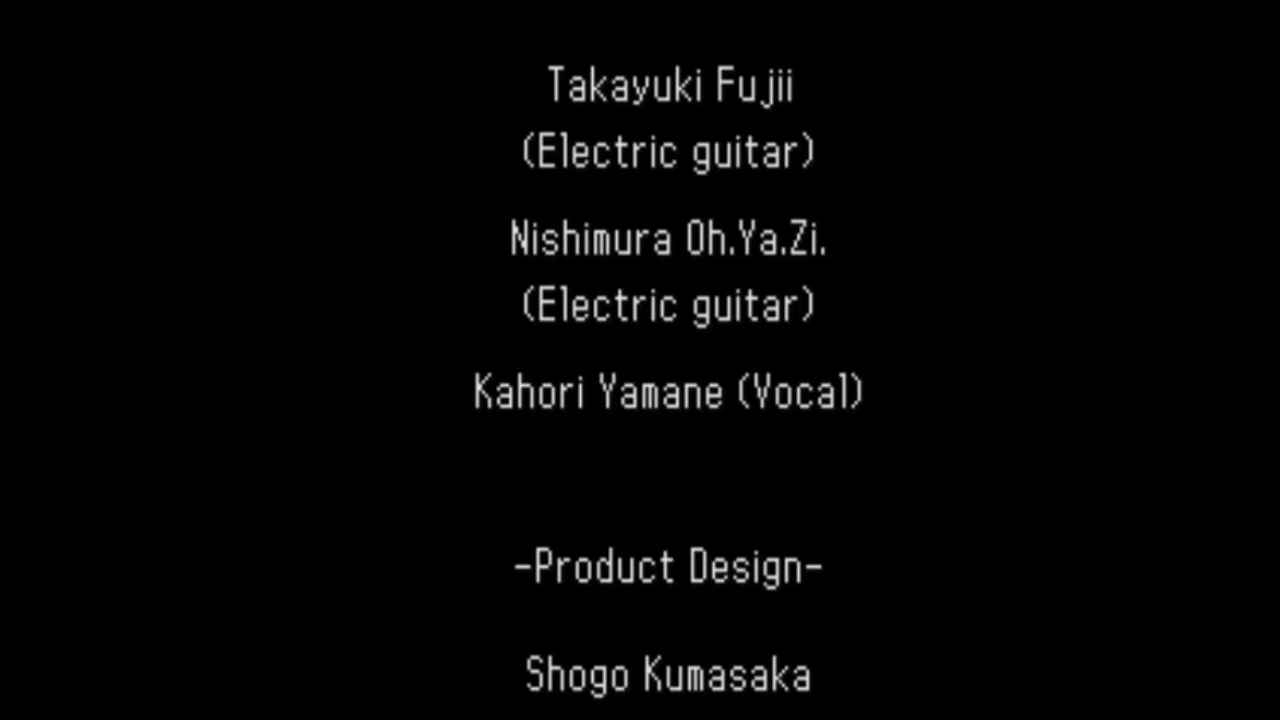 Takayuki Fujii
(Electric guitar)
Nishimura Oh.Ya.Zi.
(Electric guitar)
Kahori Yamane (Vocal)
-Product Design-
Shogo Kumasaka